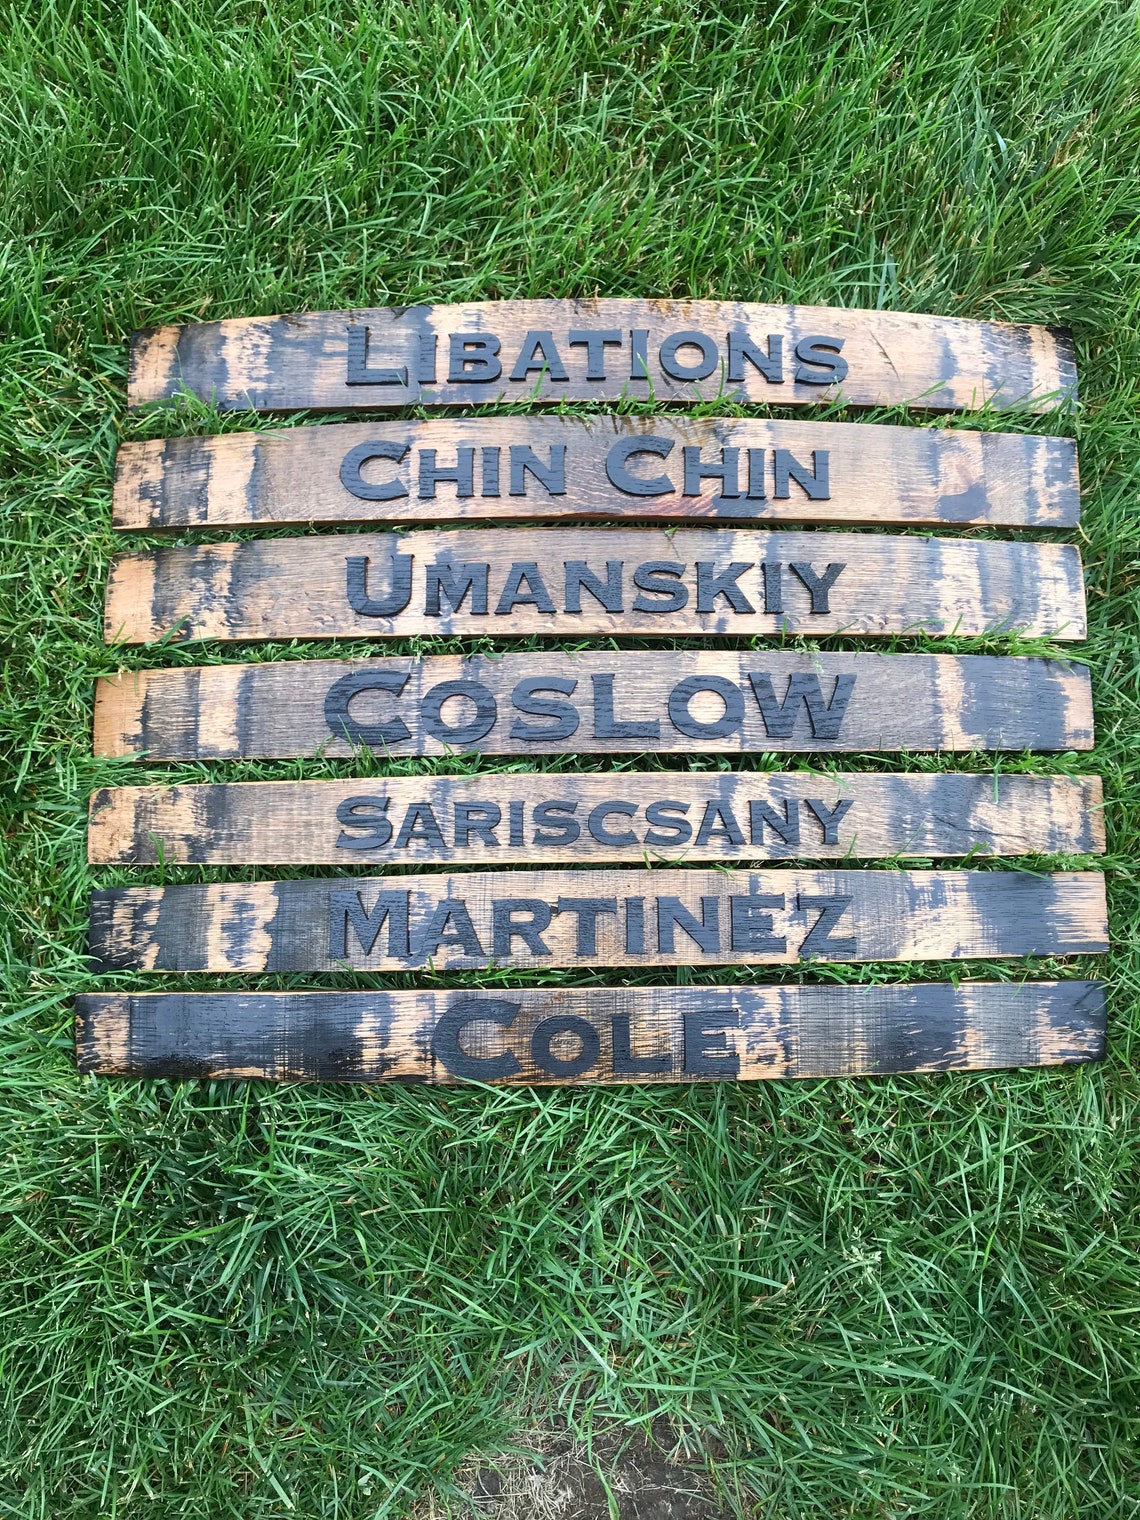 LIBATIONS
CHIN CHIN
UMANSKIY
COSLOW
SARISCSANY
MARTINEZ
COLE